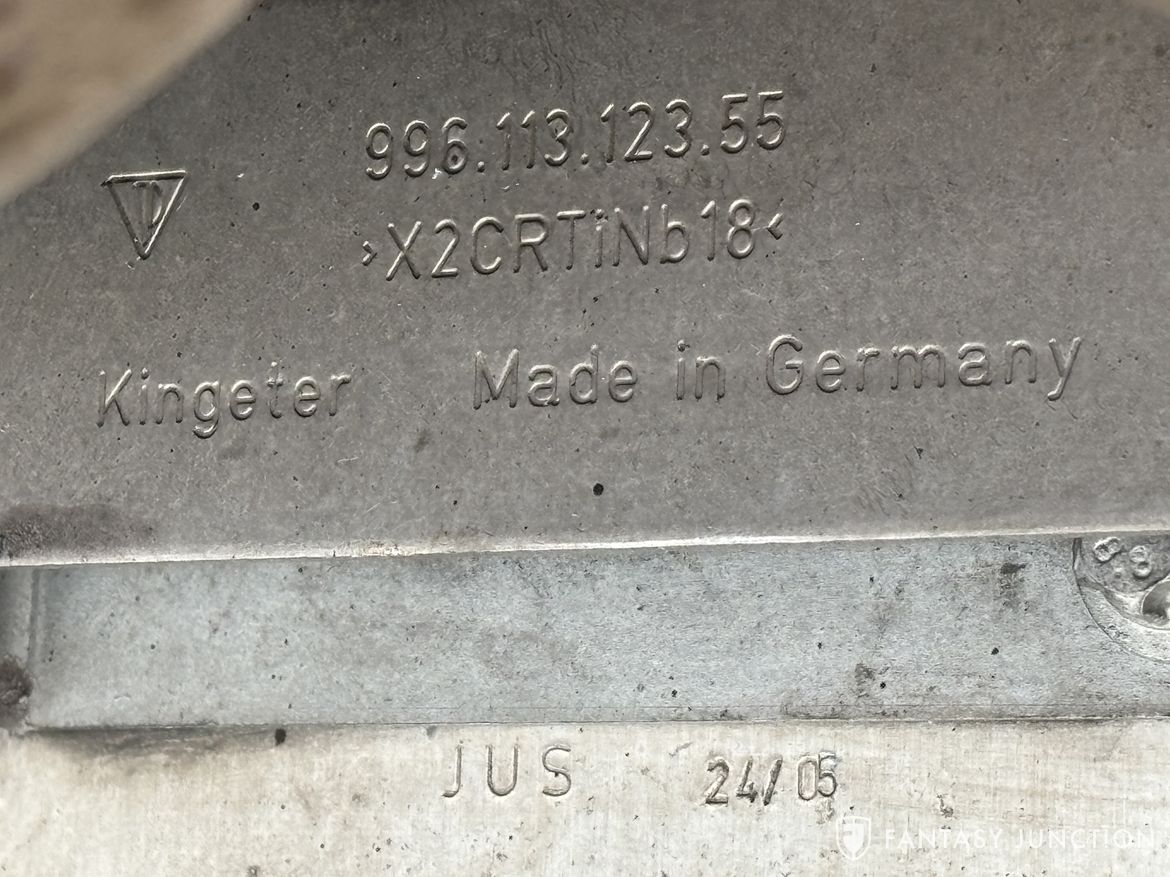 996.113.123.55
>X2CRTiNb18<
Kingeter Made in Germany
JUS 24/05
FANTASY JUNCTION